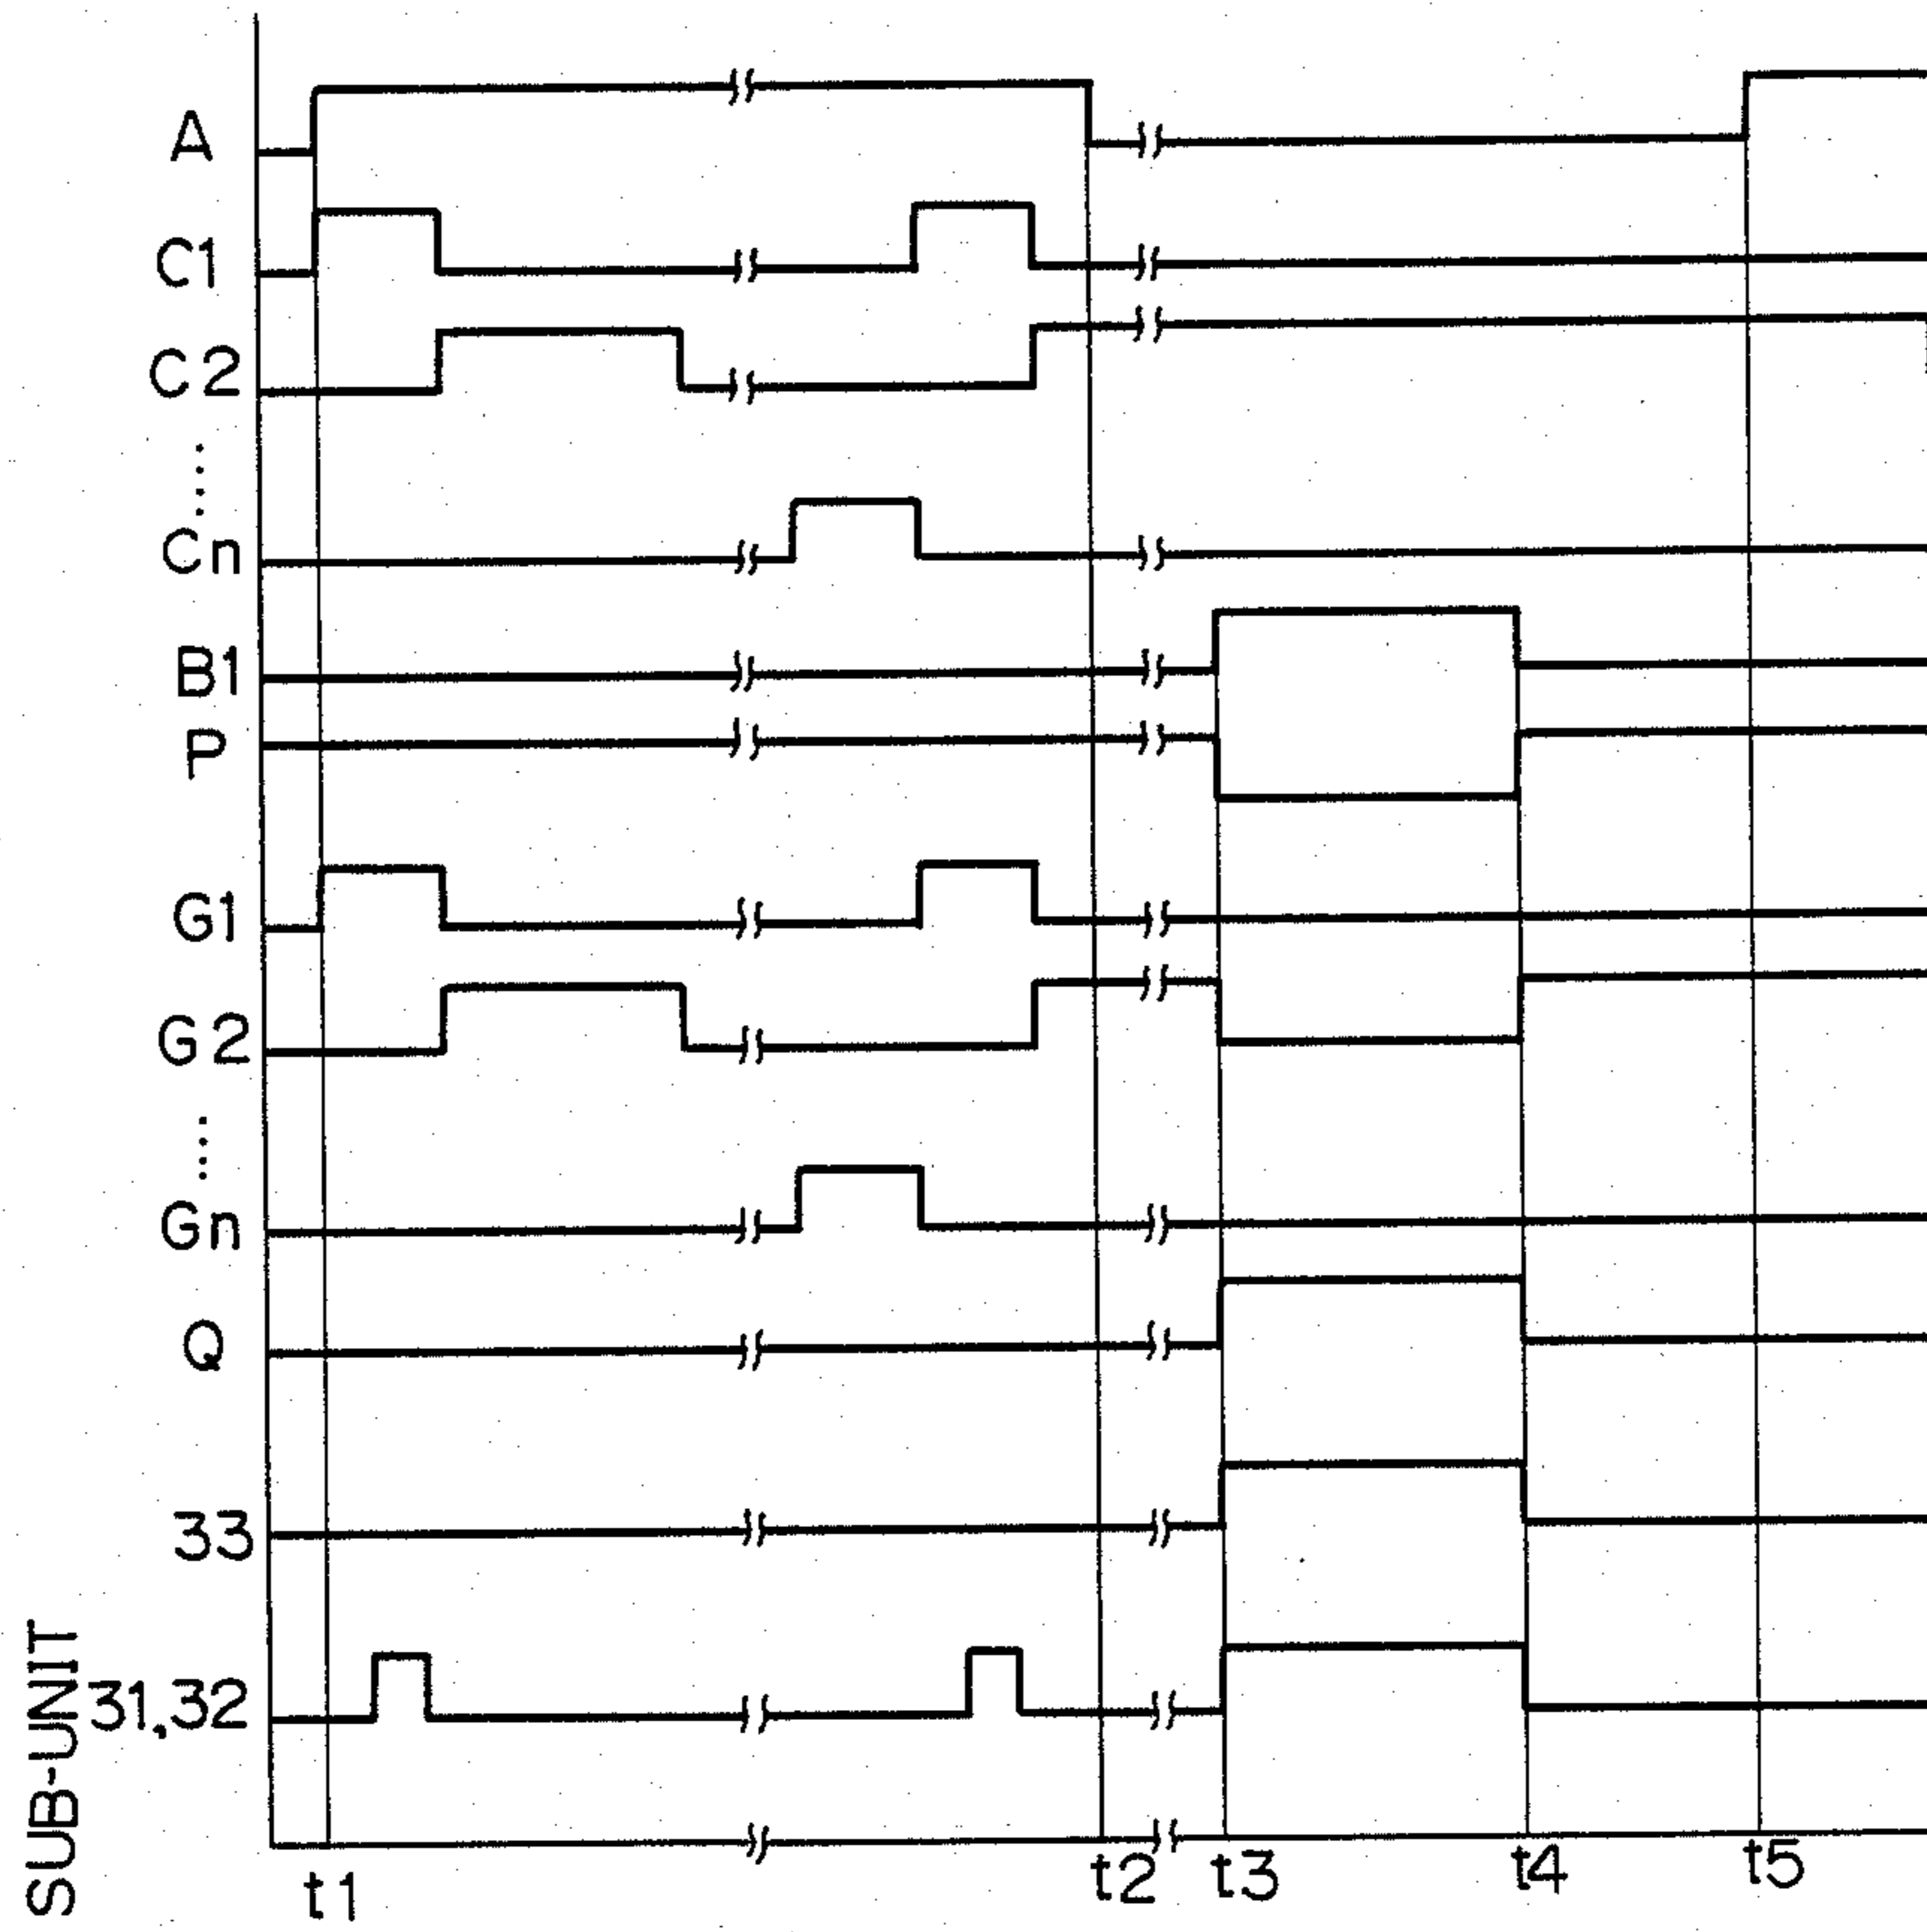 A
C1
C2
Cn
B1
P
G1
G2
Gn
Q
33
31,32
SUB-UNIT
t1 t2 t3 t4 t5